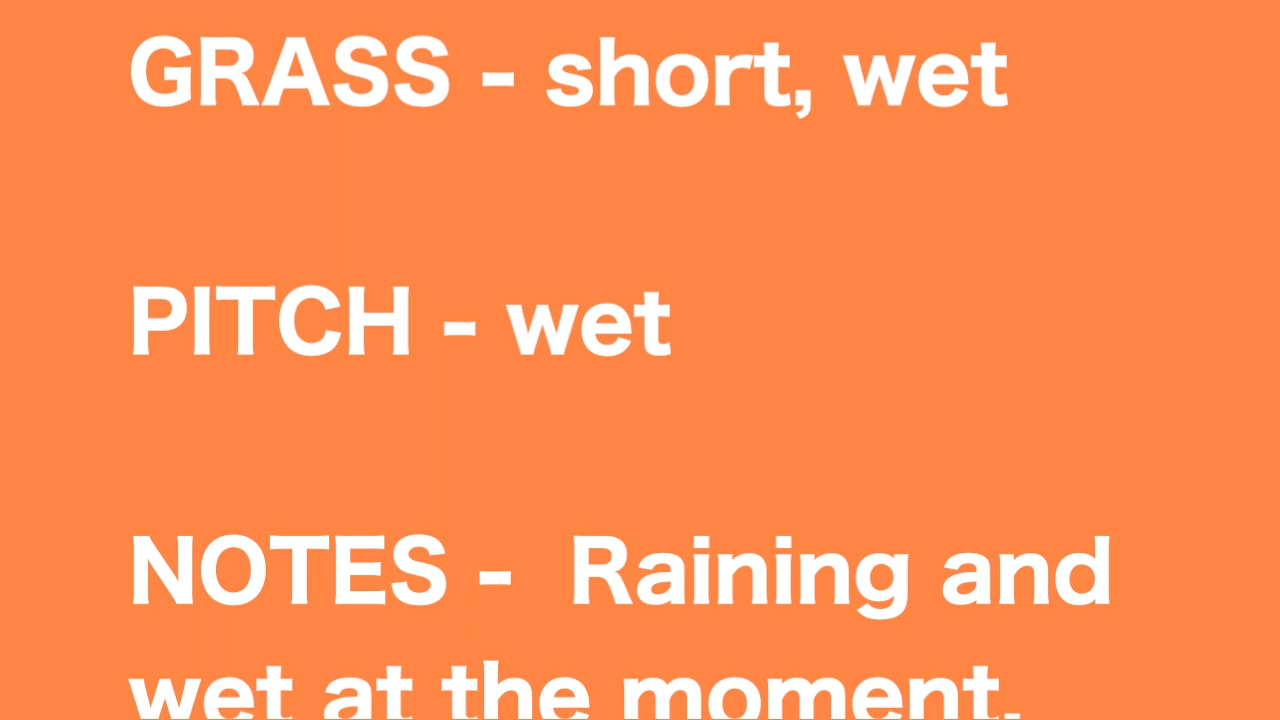 GRASS - short, wet
PITCH - wet
NOTES -  Raining and
wet at the moment.